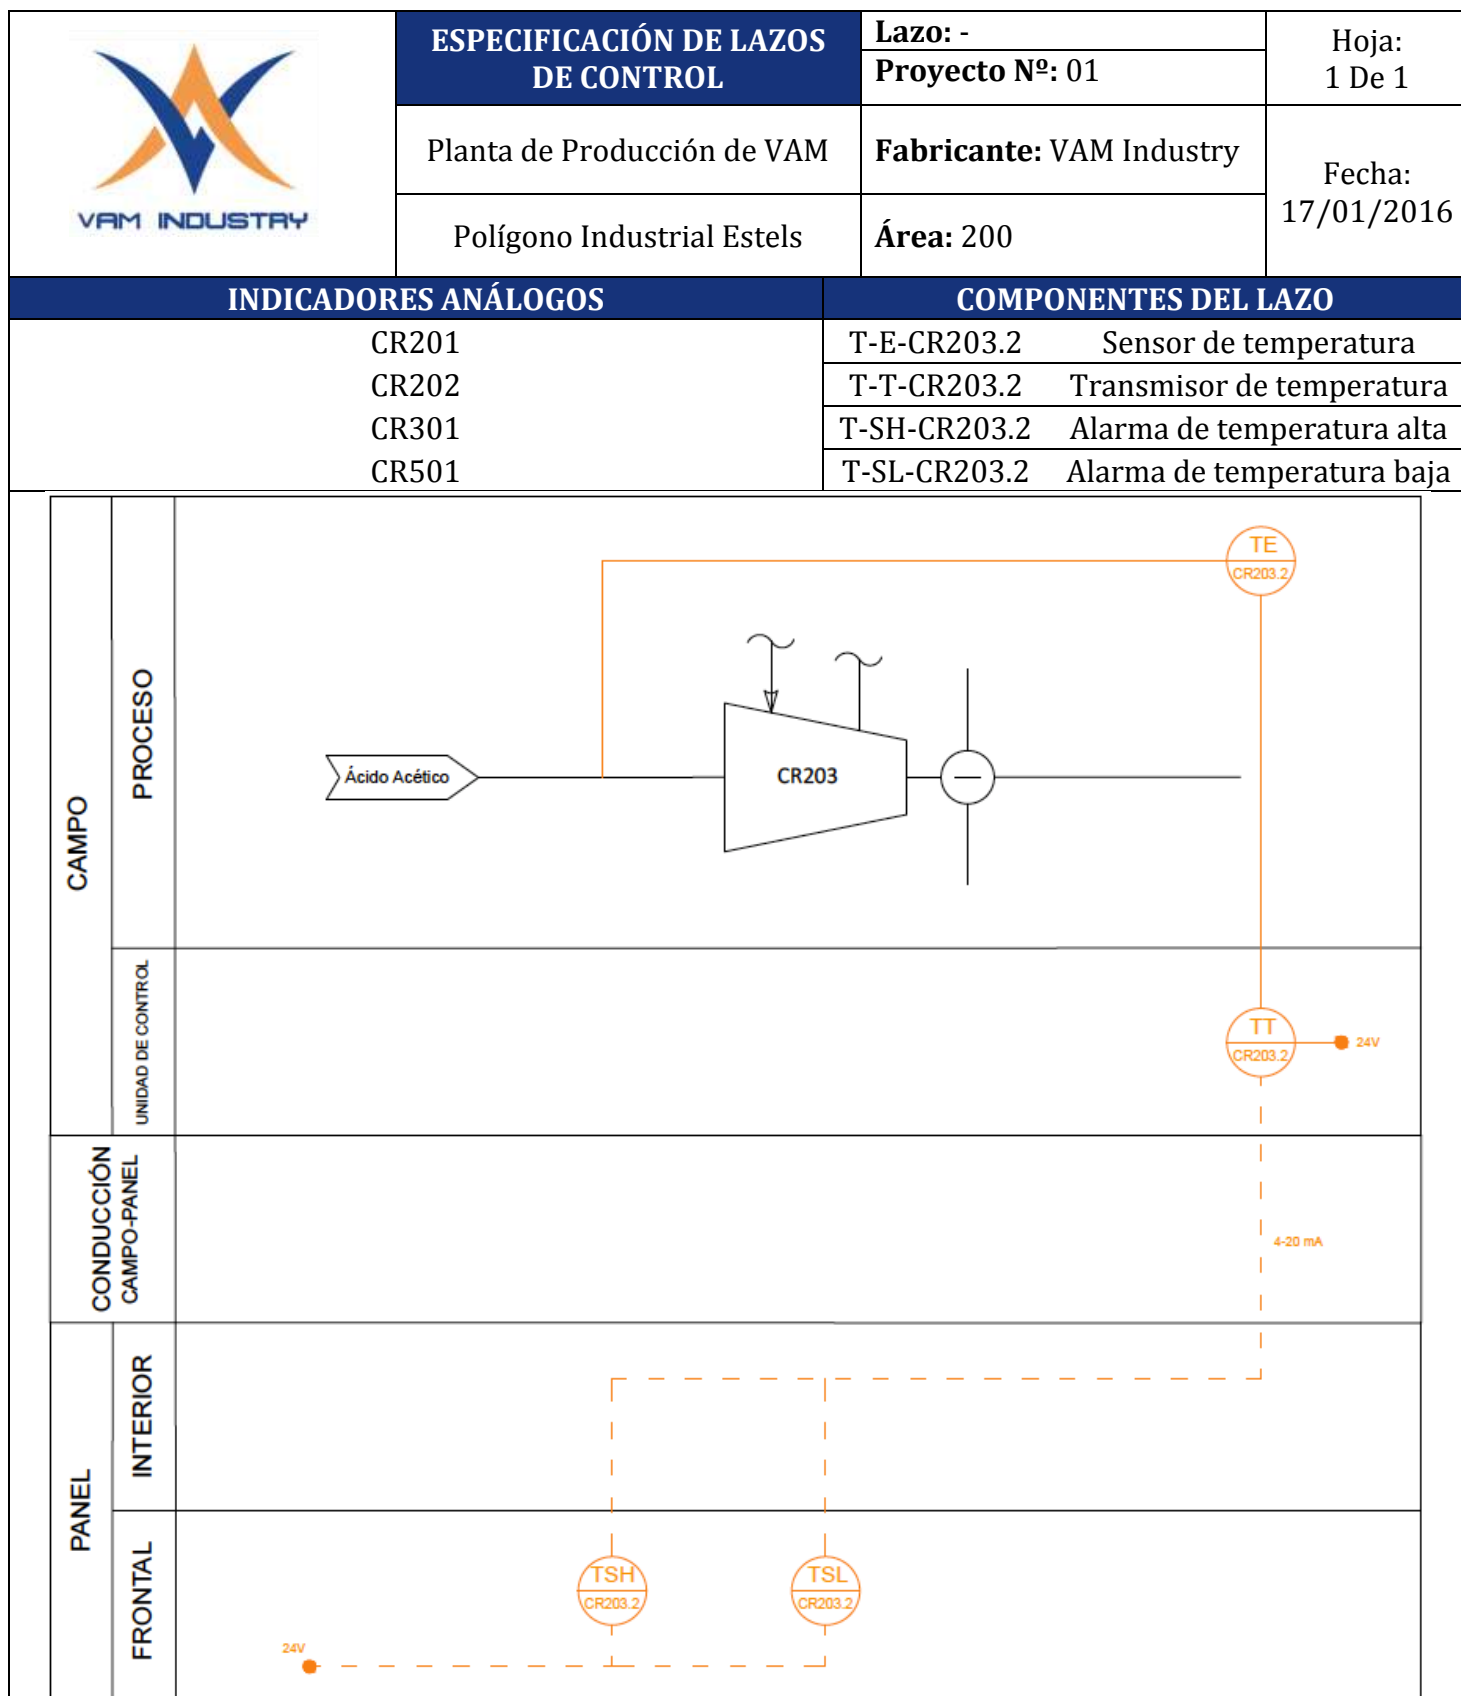 VAM INDUSTRY
ESPECIFICACIÓN DE LAZOS
DE CONTROL
Lazo: -
Proyecto Nº: 01
Hoja:
1 De 1
Planta de Producción de VAM
Fabricante: VAM Industry
Fecha:
17/01/2016
Polígono Industrial Estels
Área: 200
INDICADORES ANÁLOGOS
COMPONENTES DEL LAZO
CR201
T-E-CR203.2 Sensor de temperatura
CR202
T-T-CR203.2 Transmisor de temperatura
CR301
T-SH-CR203.2 Alarma de temperatura alta
CR501
T-SL-CR203.2 Alarma de temperatura baja
CAMPO
PROCESO
TE
CR203.2
Ácido Acético
CR203
UNIDAD DE CONTROL
TT
CR203.2
24V
CONDUCCIÓN
CAMPO-PANEL
4-20 mA
PANEL
INTERIOR
FRONTAL
TSH
CR203.2
TSL
CR203.2
24V